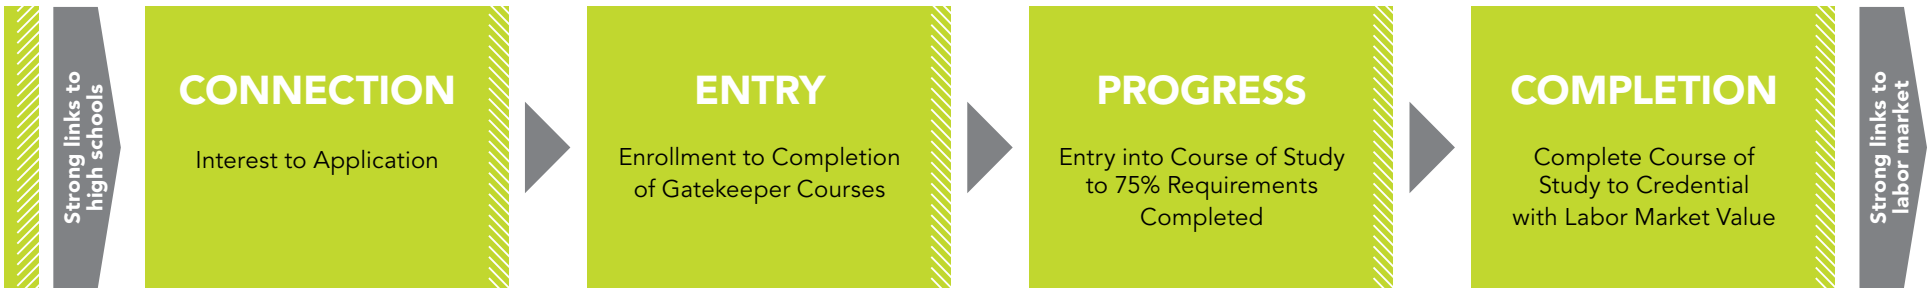 Strong links to
high schools
CONNECTION
Interest to Application
ENTRY
Enrollment to Completion
of Gatekeeper Courses
PROGRESS
Entry into Course of Study
to 75% Requirements
Completed
COMPLETION
Complete Course of
Study to Credential
with Labor Market Value
Strong links to
labor market